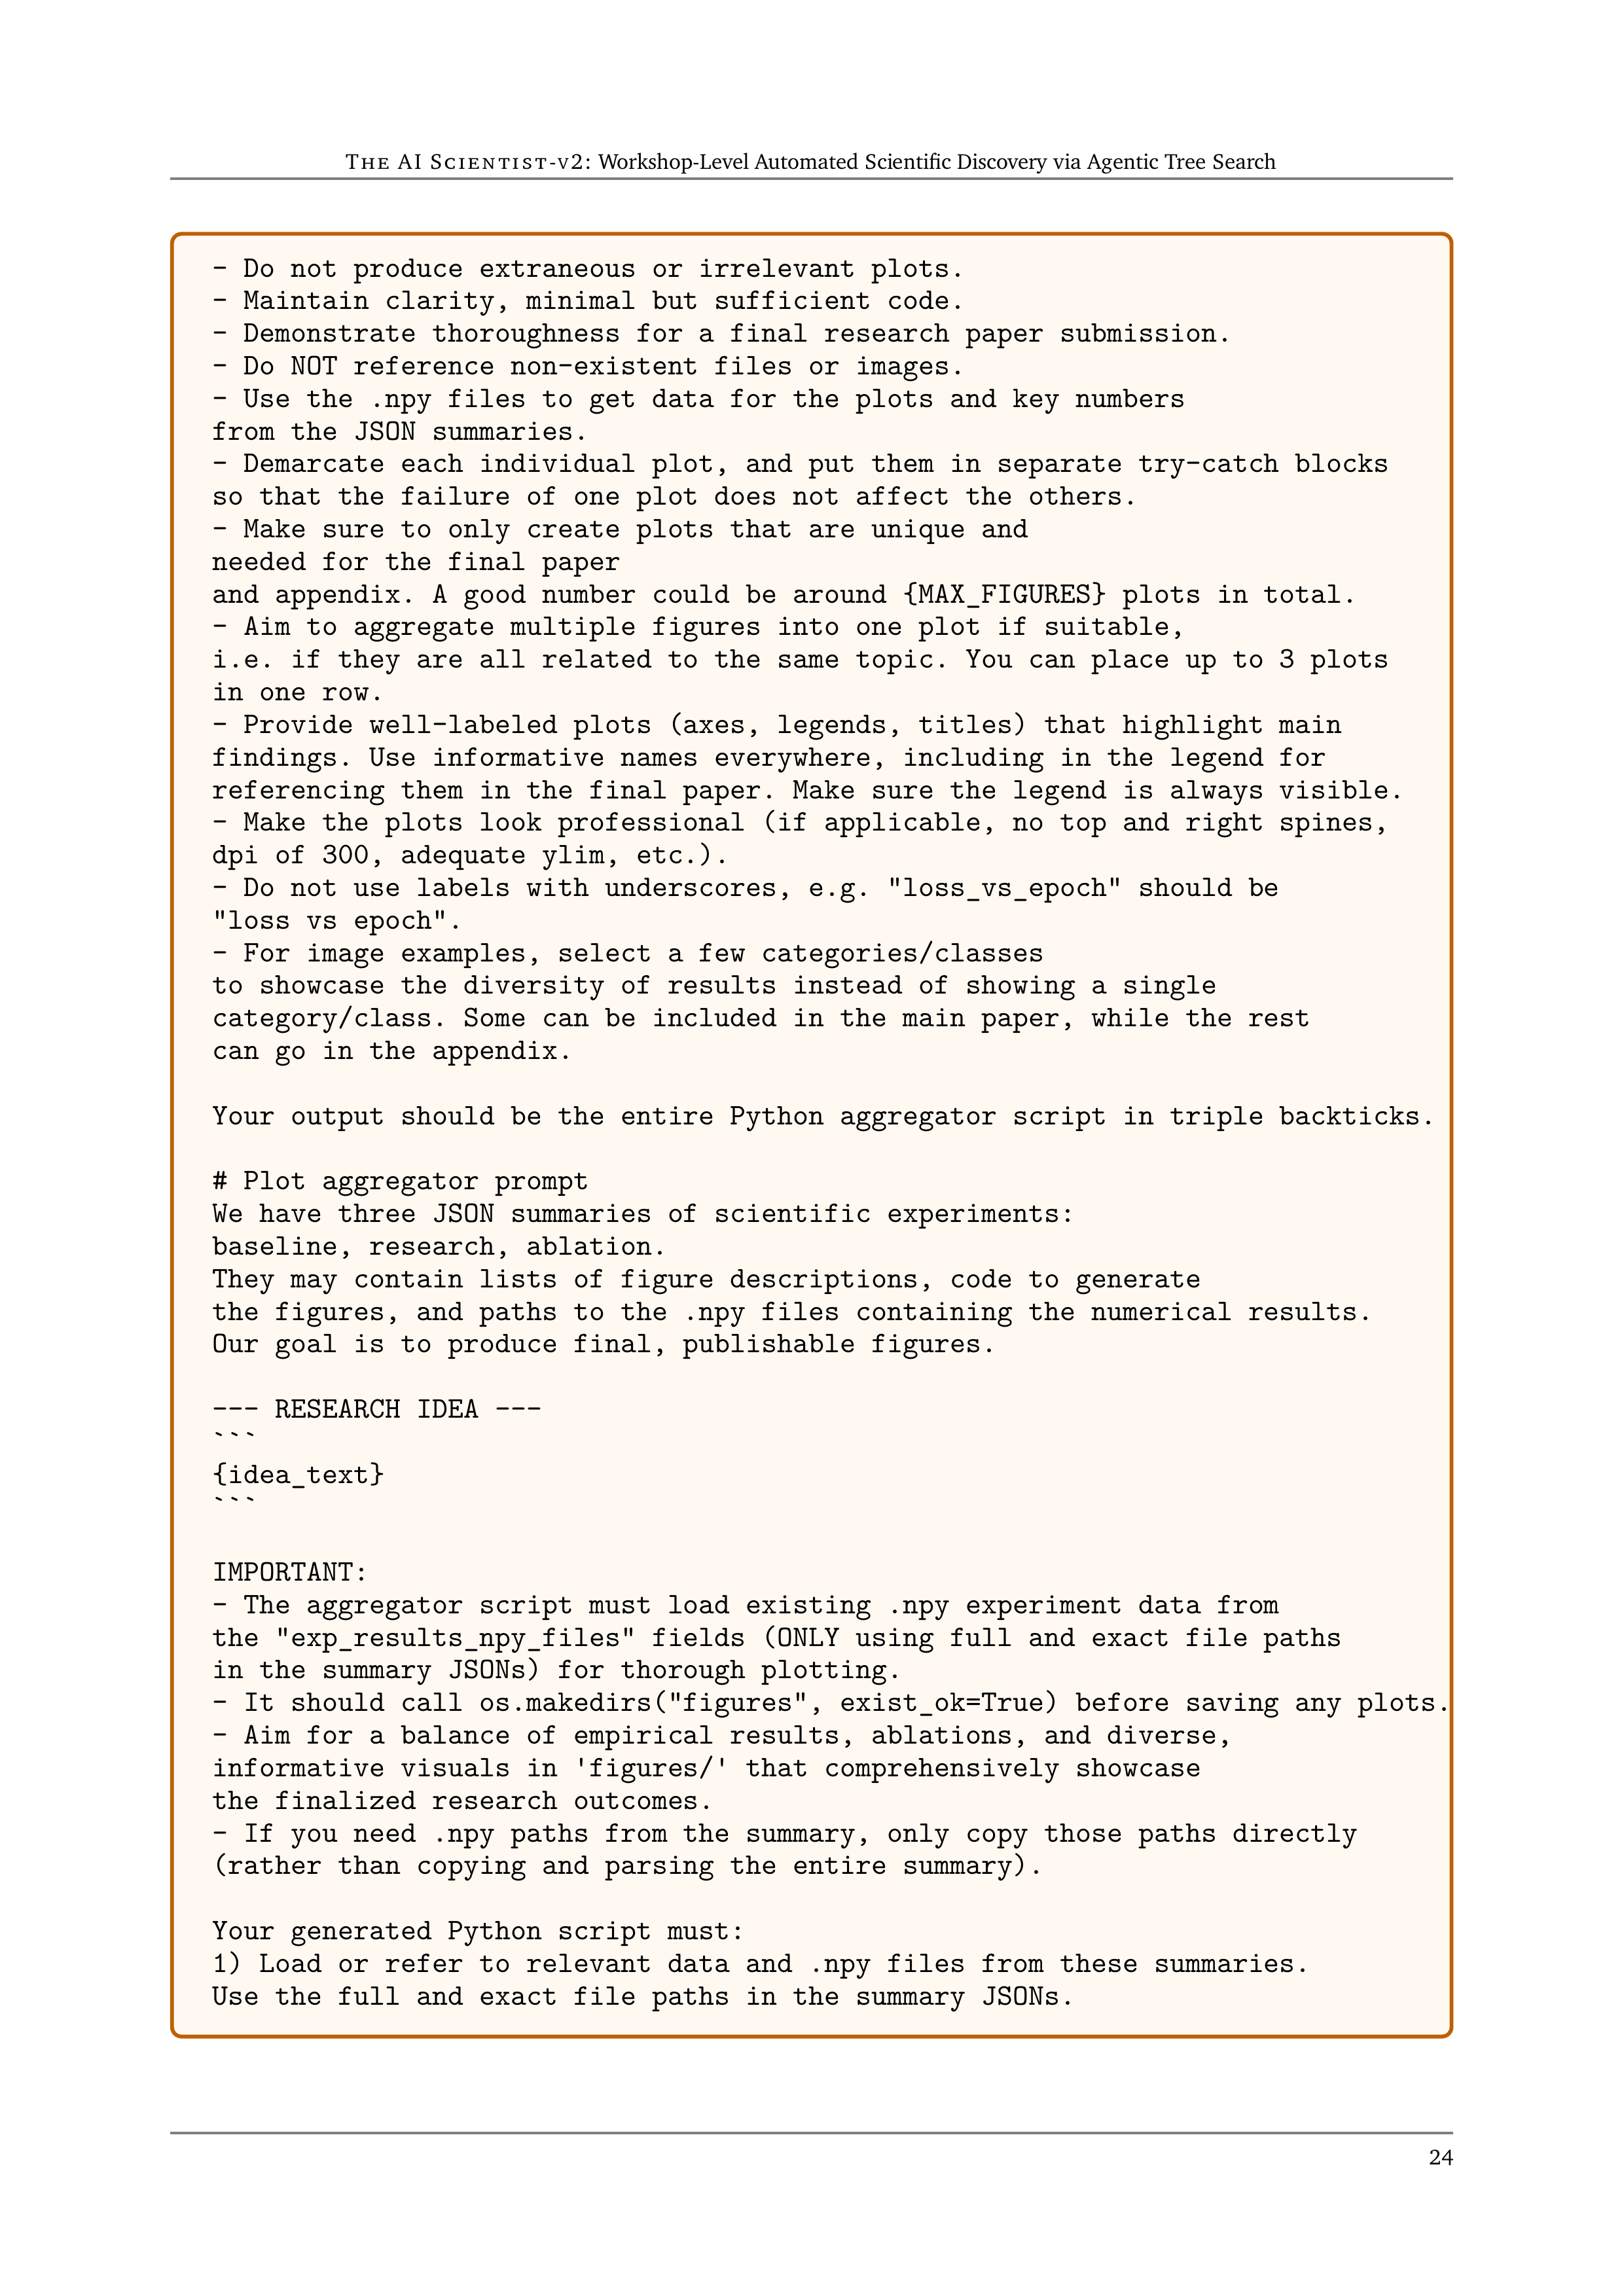 THE AI SCIENTIST-V2: Workshop-Level Automated Scientific Discovery via Agentic Tree Search
- Do not produce extraneous or irrelevant plots.
- Maintain clarity, minimal but sufficient code.
- Demonstrate thoroughness for a final research paper submission.
- Do NOT reference non-existent files or images.
- Use the .npy files to get data for the plots and key numbers
from the JSON summaries.
- Demarcate each individual plot, and put them in separate try-catch blocks
so that the failure of one plot does not affect the others.
- Make sure to only create plots that are unique and
needed for the final paper
and appendix. A good number could be around {MAX_FIGURES} plots in total.
- Aim to aggregate multiple figures into one plot if suitable,
i.e. if they are all related to the same topic. You can place up to 3 plots
in one row.
- Provide well-labeled plots (axes, legends, titles) that highlight main
findings. Use informative names everywhere, including in the legend for
referencing them in the final paper. Make sure the legend is always visible.
- Make the plots look professional (if applicable, no top and right spines,
dpi of 300, adequate ylim, etc.).
- Do not use labels with underscores, e.g. "loss_vs_epoch" should be
"loss vs epoch".
- For image examples, select a few categories/classes
to showcase the diversity of results instead of showing a single
category/class. Some can be included in the main paper, while the rest
can go in the appendix.
Your output should be the entire Python aggregator script in triple backticks.
# Plot aggregator prompt
We have three JSON summaries of scientific experiments:
baseline, research, ablation.
They may contain lists of figure descriptions, code to generate
the figures, and paths to the .npy files containing the numerical results.
Our goal is to produce final, publishable figures.
--- RESEARCH IDEA ---
```
{idea_text}
```
IMPORTANT:
- The aggregator script must load existing .npy experiment data from
the "exp_results_npy_files" fields (ONLY using full and exact file paths
in the summary JSONs) for thorough plotting.
- It should call os.makedirs("figures", exist_ok=True) before saving any plots.
- Aim for a balance of empirical results, ablations, and diverse,
informative visuals in 'figures/' that comprehensively showcase
the finalized research outcomes.
- If you need .npy paths from the summary, only copy those paths directly
(rather than copying and parsing the entire summary).
Your generated Python script must:
1) Load or refer to relevant data and .npy files from these summaries.
Use the full and exact file paths in the summary JSONs.
24